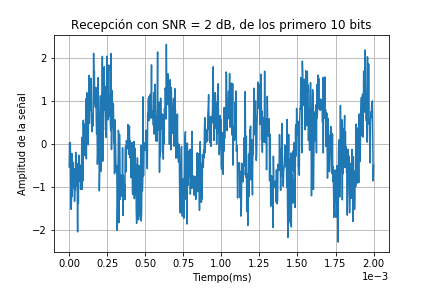 Recepción con SNR = 2 dB, de los primero 10 bits
Amplitud de la señal
2
1
0
−1
−2
0.00 0.25 0.50 0.75 1.00 1.25 1.50 1.75 2.00
Tiempo(ms)
1e−3